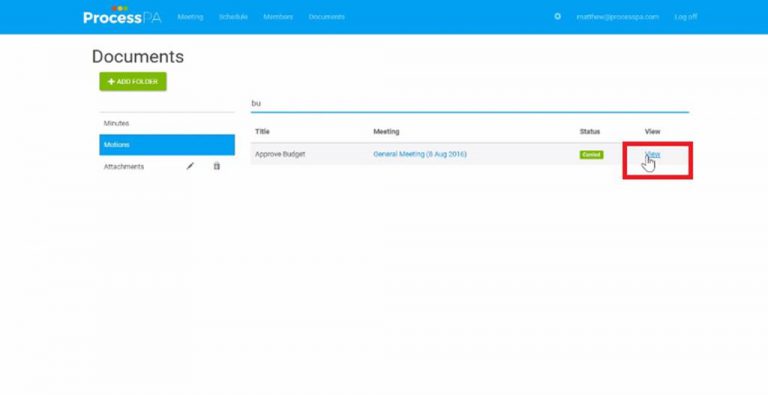 ProcessPA Meeting Schedule Members Documents matthew@processpa.com Log off
Documents
+ ADD FOLDER
bu
Minutes
Motions
Attachments
Title Meeting Status View
Approve Budget General Meeting (8 Aug 2016) Carried View